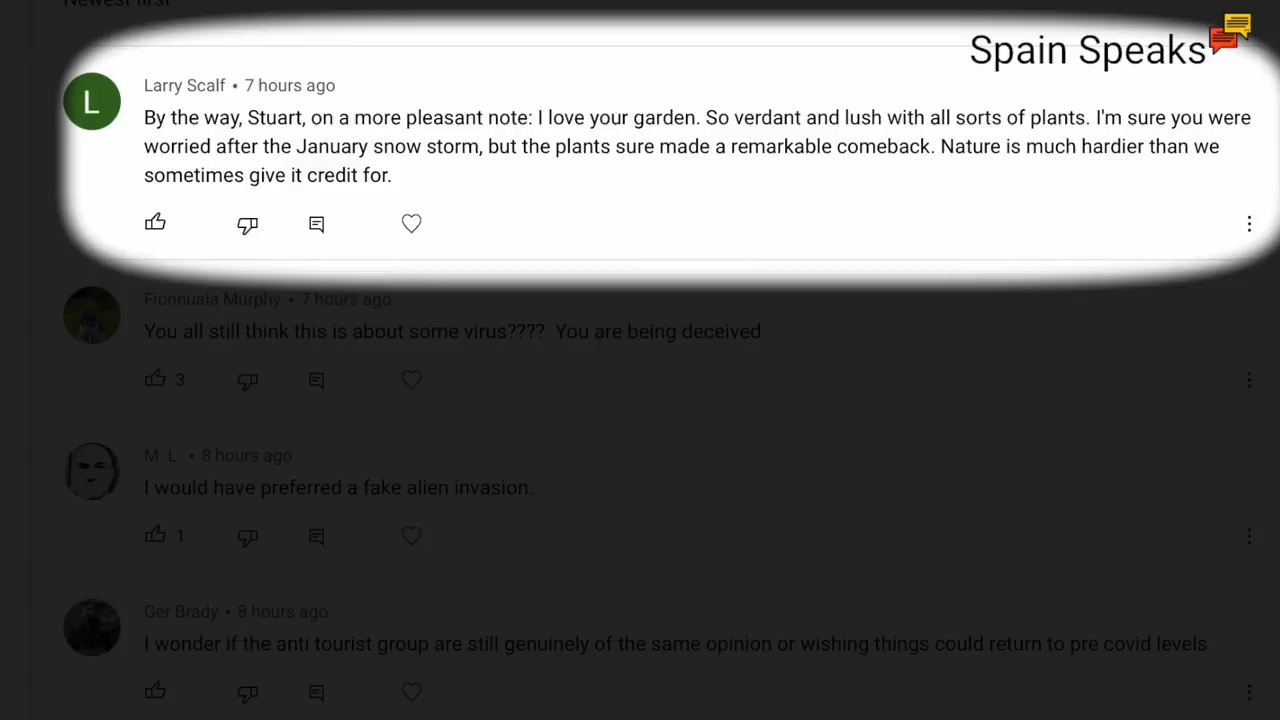 Newest first
Spain Speaks
L
Larry Scalf • 7 hours ago
By the way, Stuart, on a more pleasant note: I love your garden. So verdant and lush with all sorts of plants. I'm sure you were
worried after the January snow storm, but the plants sure made a remarkable comeback. Nature is much hardier than we
sometimes give it credit for.
Fionnuala Murphy • 7 hours ago
You all still think this is about some virus???? You are being deceived
3
M. L. • 8 hours ago
I would have preferred a fake alien invasion.
1
Ger Brady • 8 hours ago
I wonder if the anti tourist group are still genuinely of the same opinion or wishing things could return to pre covid levels